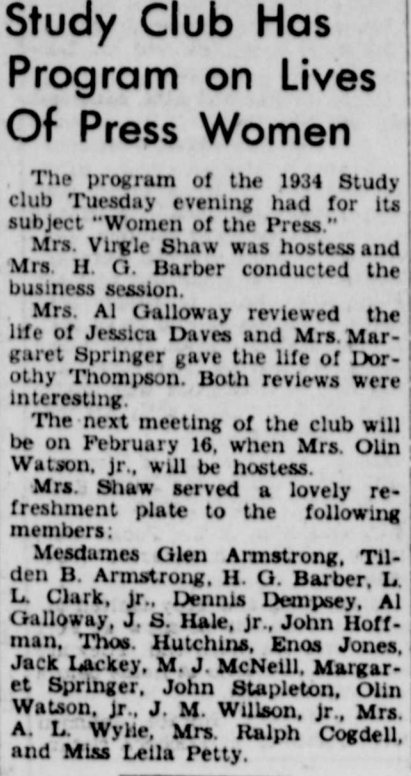 Study Club Has
Program on Lives
Of Press Women
The program of the 1934 Study
club Tuesday evening had for its
subject "Women of the Press."
Mrs. Virgle Shaw was hostess and
Mrs. H. G. Barber conducted the
business session.
Mrs. Al Galloway reviewed the
life of Jessica Daves and Mrs. Mar-
garet Springer gave the life of Dor-
othy Thompson. Both reviews were
interesting.
The next meeting of the club will
be on February 16, when Mrs. Olin
Watson, jr., will be hostess.
Mrs. Shaw served a lovely re-
freshment plate to the following
members:
Mesdames Glen Armstrong, Til-
den B. Armstrong, H. G. Barber, L.
L. Clark, jr., Dennis Dempsey, Al
Galloway, J. S. Hale, jr., John Hoff-
man, Thos. Hutchins, Enos Jones,
Jack Lackey, M. J. McNeill, Margar-
et Springer, John Stapleton, Olin
Watson, jr., J. M. Willson, jr., Mrs.
A. L. Wylie, Mrs. Ralph Cogdell,
and Miss Leila Petty.